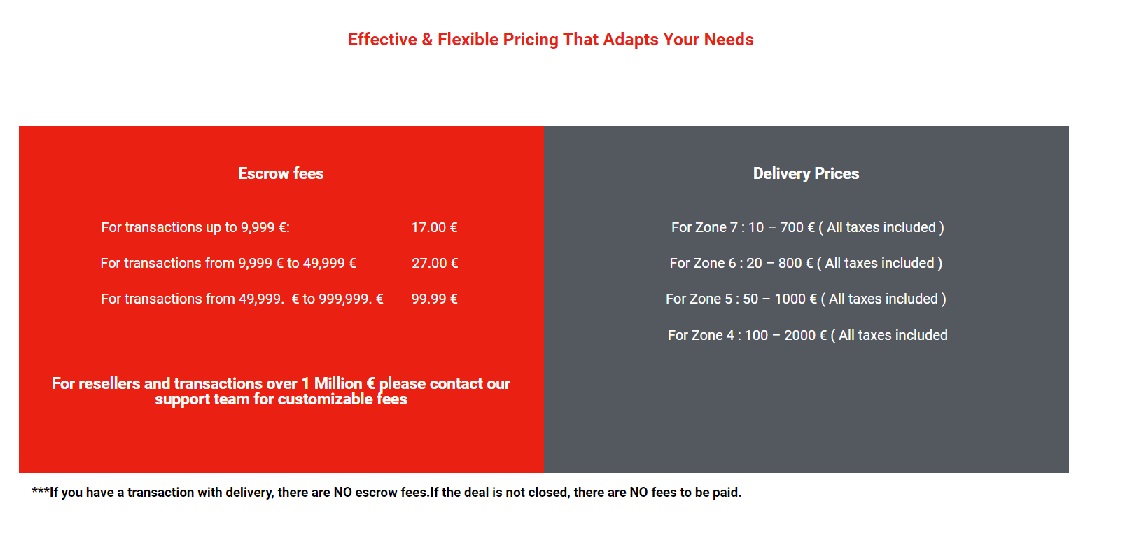 Effective & Flexible Pricing That Adapts Your Needs
Escrow fees
For transactions up to 9,999 €: 17.00 €
For transactions from 9,999 € to 49,999 € 27.00 €
For transactions from 49,999. € to 999,999. € 99.99 €
For resellers and transactions over 1 Million € please contact our
support team for customizable fees
Delivery Prices
For Zone 7 : 10 – 700 € ( All taxes included )
For Zone 6 : 20 – 800 € ( All taxes included )
For Zone 5 : 50 – 1000 € ( All taxes included )
For Zone 4 : 100 – 2000 € ( All taxes included
***If you have a transaction with delivery, there are NO escrow fees.If the deal is not closed, there are NO fees to be paid.